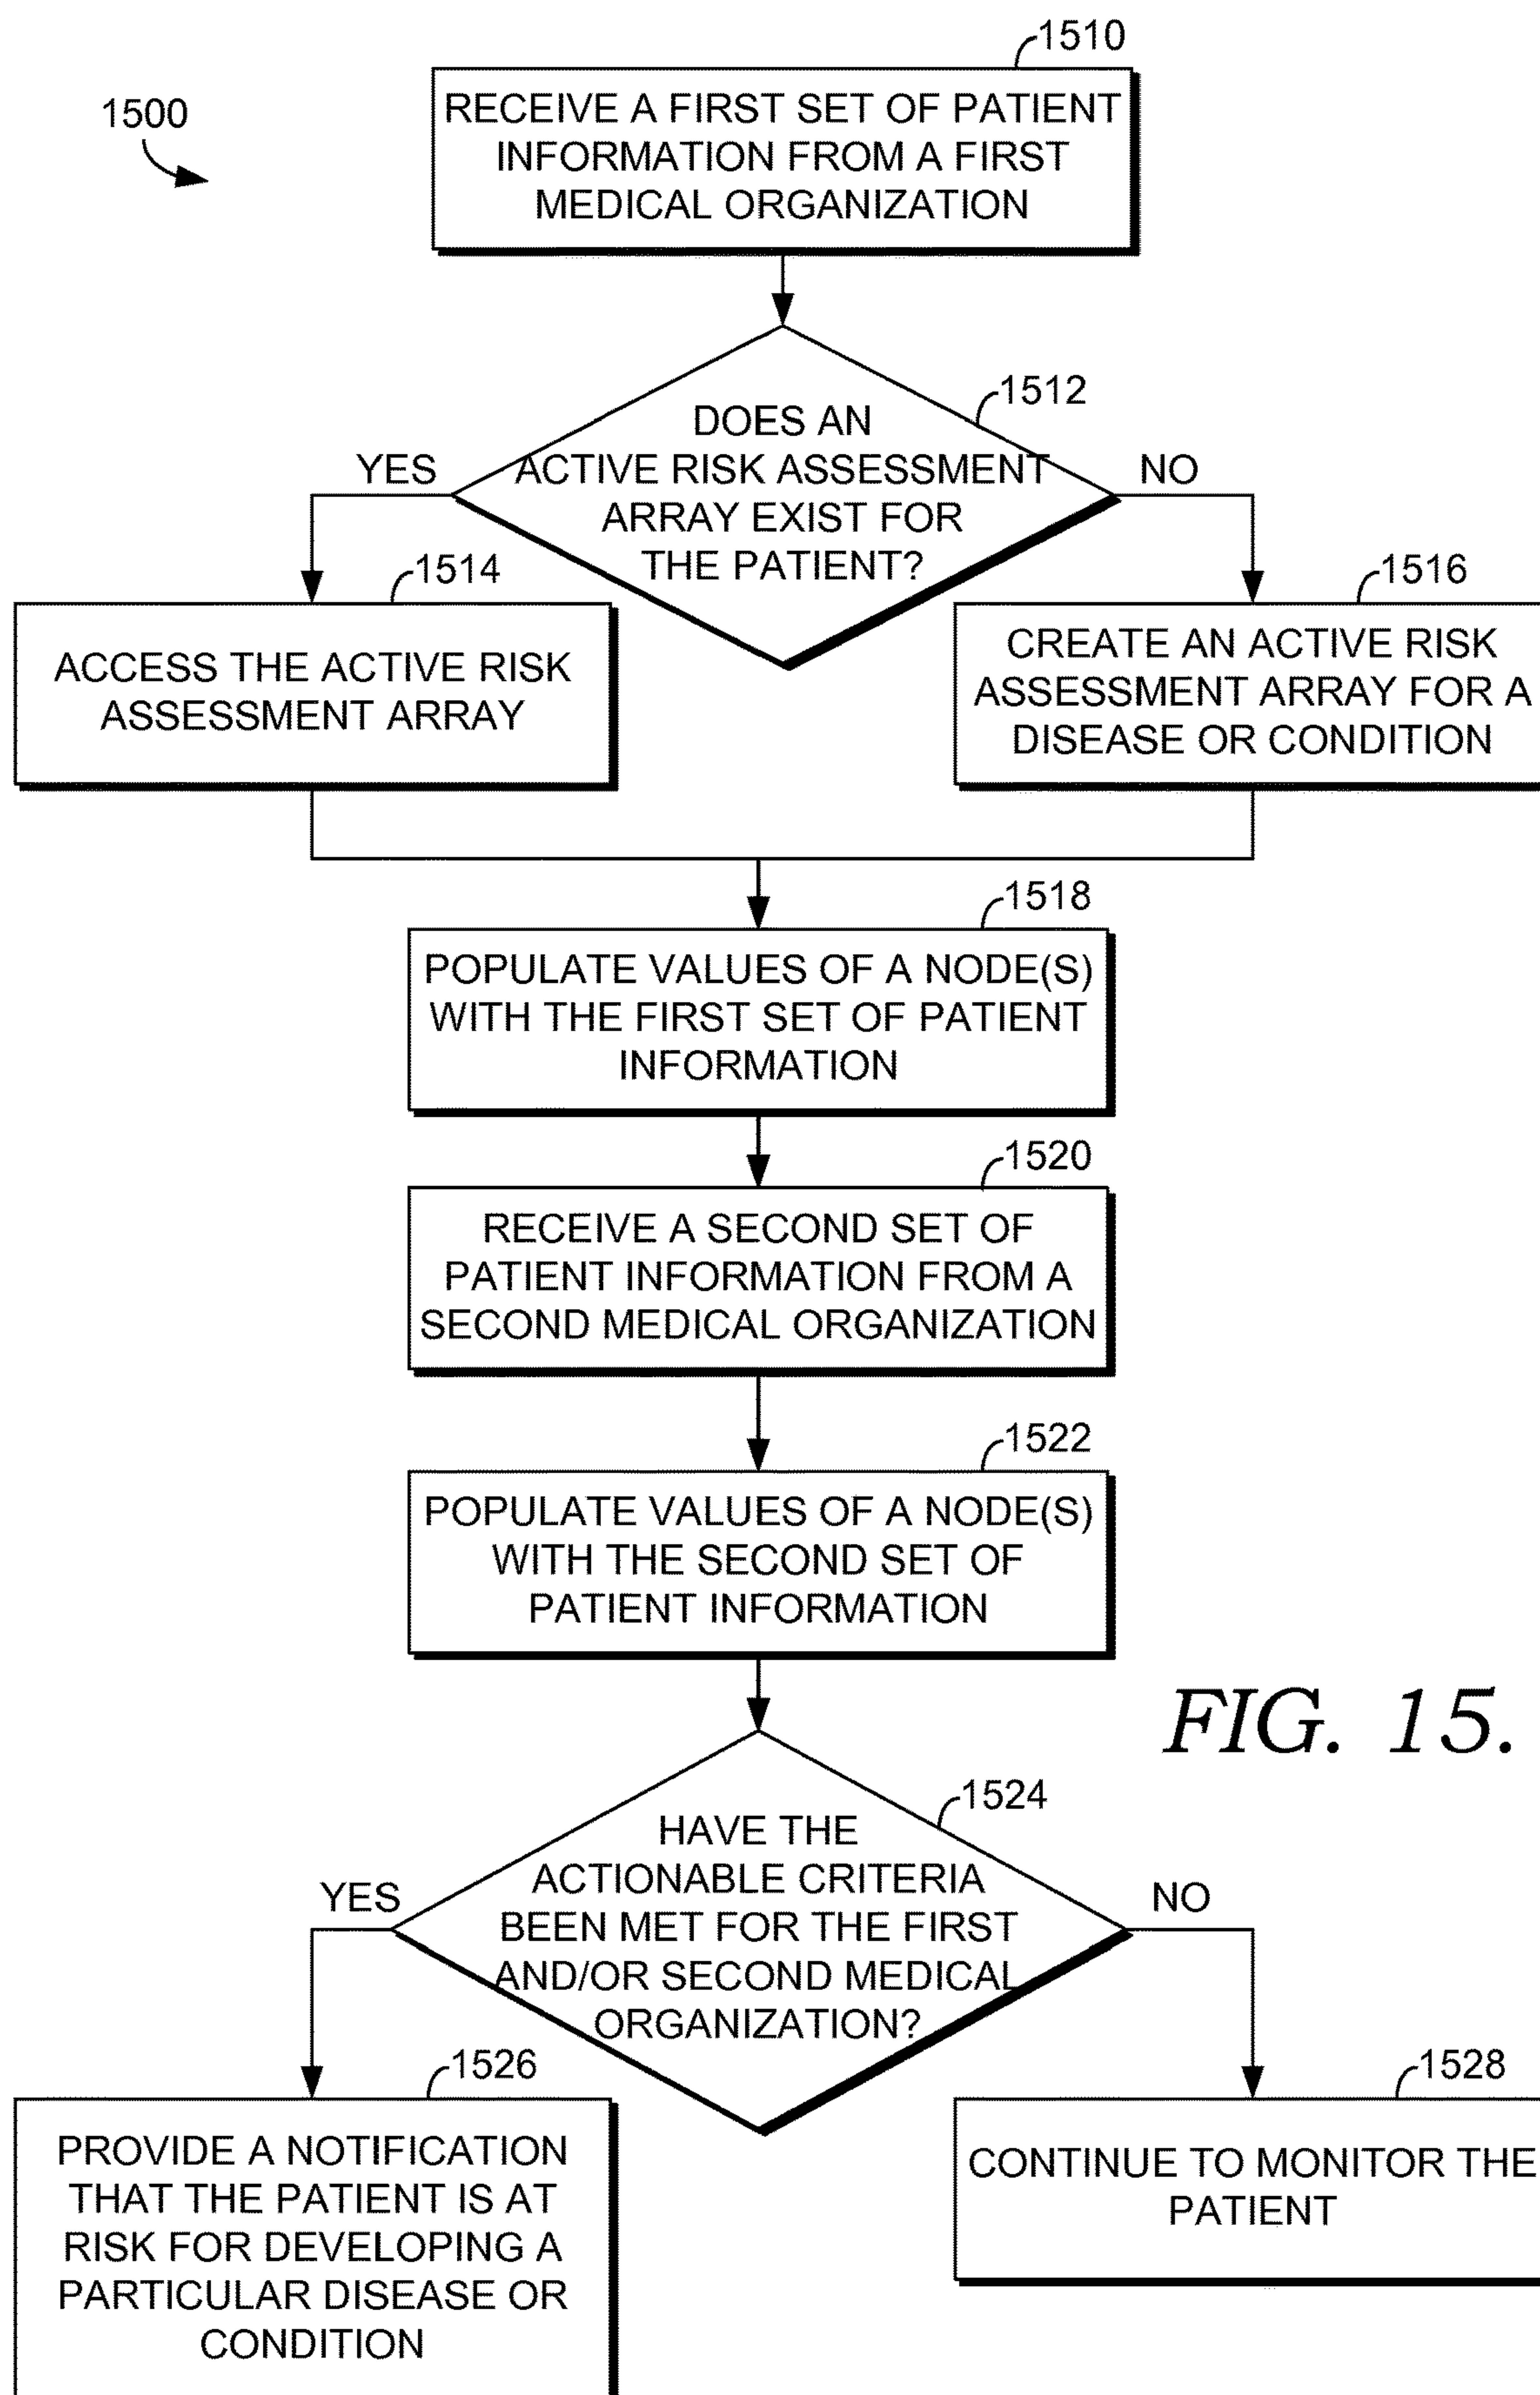 1510
1500
RECEIVE A FIRST SET OF PATIENT
INFORMATION FROM A FIRST
MEDICAL ORGANIZATION
1512
DOES AN
ACTIVE RISK ASSESSMENT
ARRAY EXIST FOR
THE PATIENT?
YES
NO
1514
ACCESS THE ACTIVE RISK
ASSESSMENT ARRAY
1516
CREATE AN ACTIVE RISK
ASSESSMENT ARRAY FOR A
DISEASE OR CONDITION
1518
POPULATE VALUES OF A NODE(S)
WITH THE FIRST SET OF PATIENT
INFORMATION
1520
RECEIVE A SECOND SET OF
PATIENT INFORMATION FROM A
SECOND MEDICAL ORGANIZATION
1522
POPULATE VALUES OF A NODE(S)
WITH THE SECOND SET OF
PATIENT INFORMATION
FIG. 15.
1524
HAVE THE
ACTIONABLE CRITERIA
BEEN MET FOR THE FIRST
AND/OR SECOND MEDICAL
ORGANIZATION?
YES
NO
1526
PROVIDE A NOTIFICATION
THAT THE PATIENT IS AT
RISK FOR DEVELOPING A
PARTICULAR DISEASE OR
CONDITION
1528
CONTINUE TO MONITOR THE
PATIENT